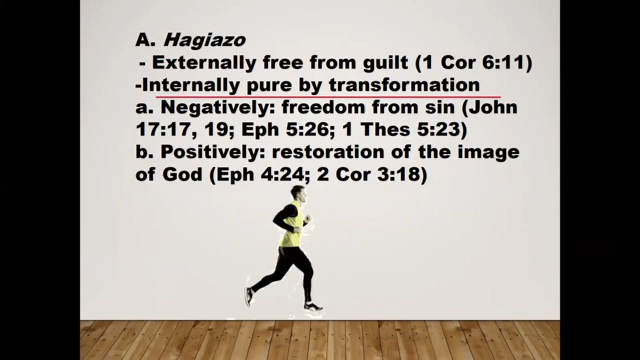 A. Hagiazo
- Externally free from guilt (1 Cor 6:11)
-Internally pure by transformation
a. Negatively: freedom from sin (John
17:17, 19; Eph 5:26; 1 Thes 5:23)
b. Positively: restoration of the image
of God (Eph 4:24; 2 Cor 3:18)